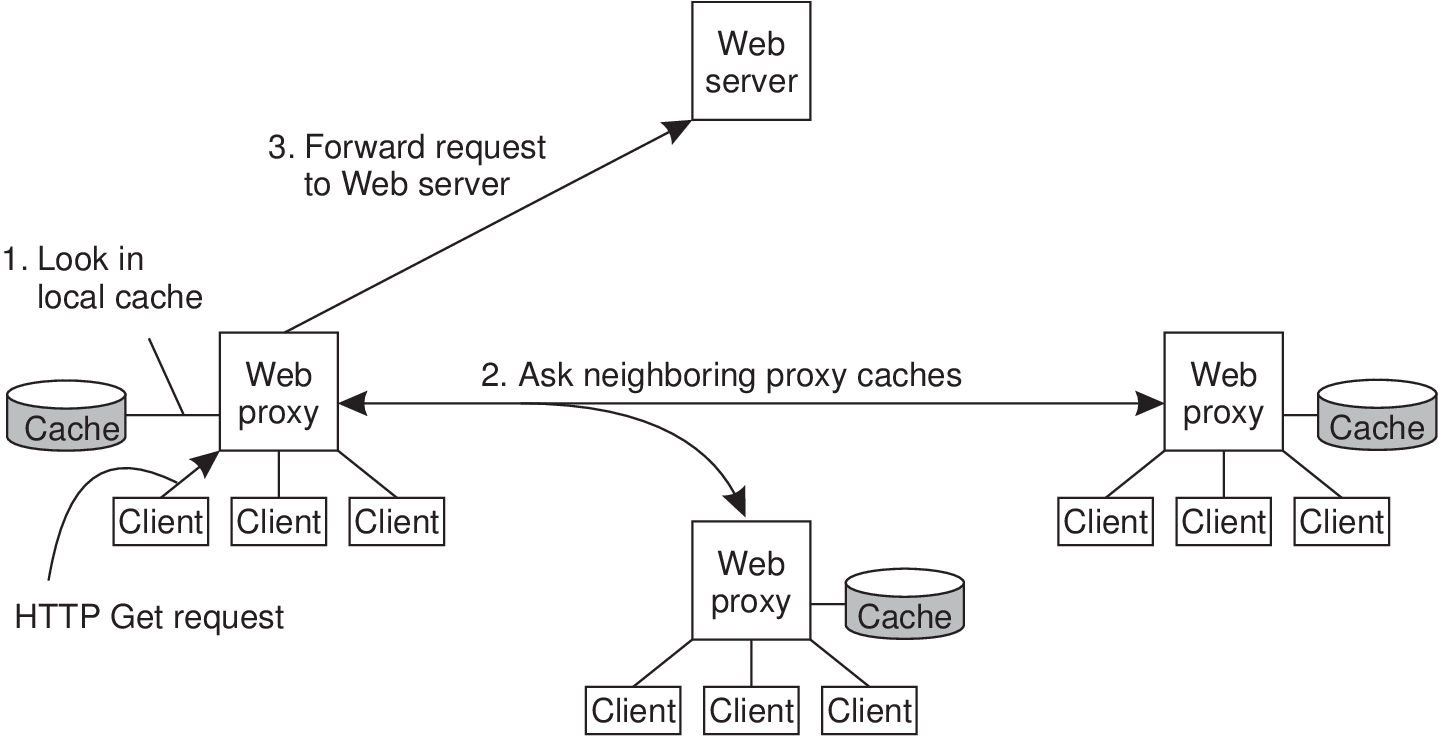 Web
server
3. Forward request
to Web server
1. Look in
local cache
Web
proxy
Cache
2. Ask neighboring proxy caches
Web
proxy
Cache
Client
Client
Client
Client
Client
Client
HTTP Get request
Web
proxy
Cache
Client
Client
Client